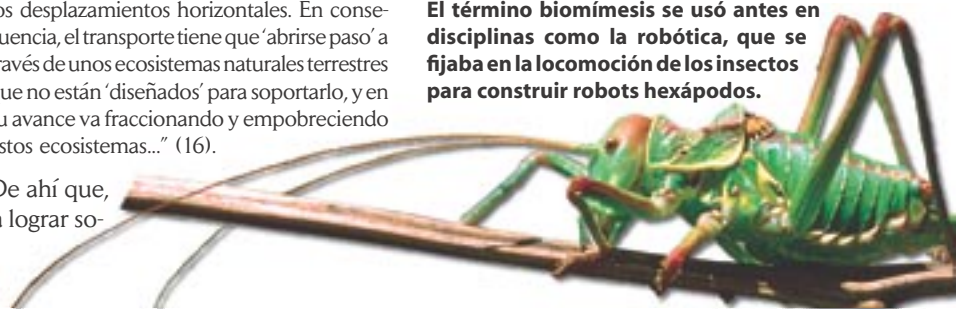 os desplazamientos horizontales. En conse-
uencia, el transporte tiene que ‘abrirse paso’ a
ravés de unos ecosistemas naturales terrestres
ue no están ‘diseñados’ para soportarlo, y en
u avance va fraccionando y empobreciendo
stos ecosistemas...” (16).
De ahí que,
a lograr so-
El término biomímesis se usó antes en
disciplinas como la robótica, que se
fijaba en la locomoción de los insectos
para construir robots hexápodos.